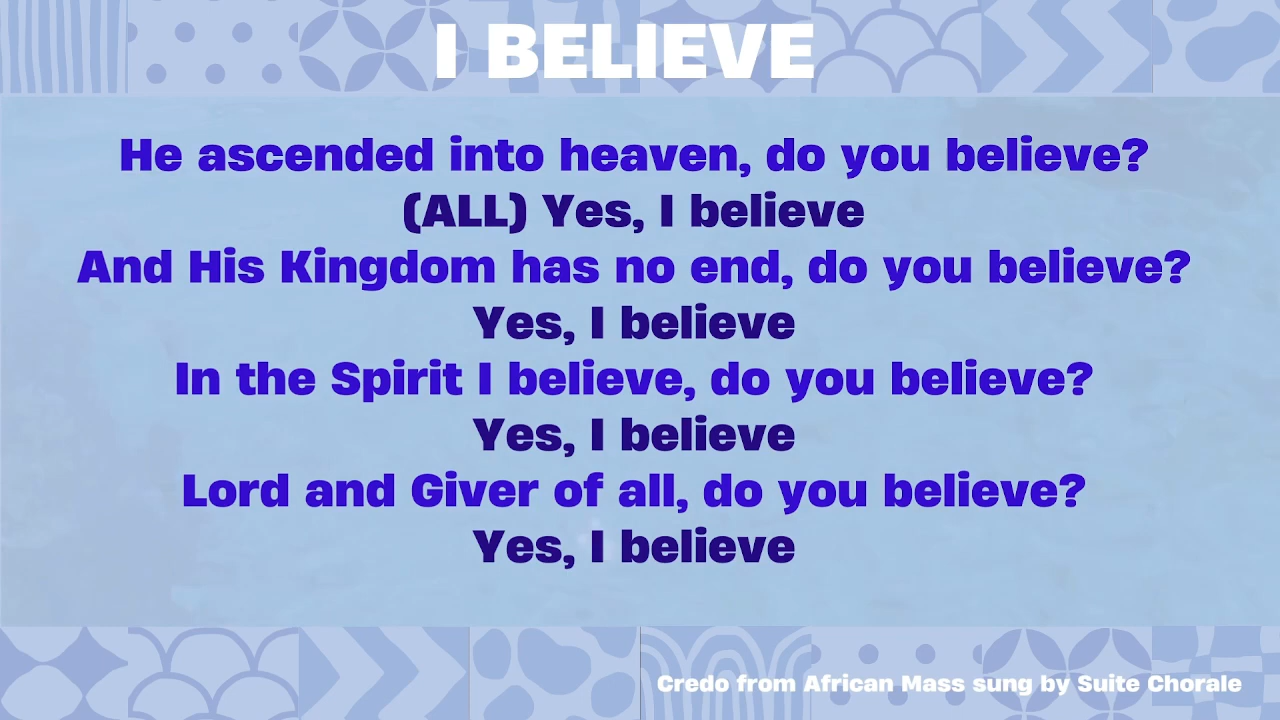 I BELIEVE
He ascended into heaven, do you believe?
(ALL) Yes, I believe
And His Kingdom has no end, do you believe?
Yes, I believe
In the Spirit I believe, do you believe?
Yes, I believe
Lord and Giver of all, do you believe?
Yes, I believe
Credo from African Mass sung by Suite Chorale